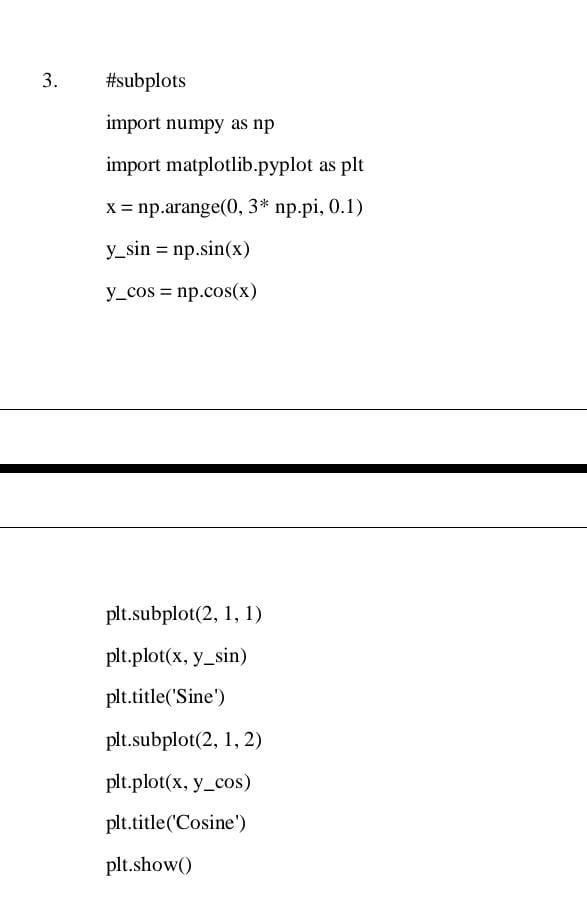 3. #subplots
import numpy as np
import matplotlib.pyplot as plt
x = np.arange(0, 3* np.pi, 0.1)
y_sin = np.sin(x)
y_cos = np.cos(x)
plt.subplot(2, 1, 1)
plt.plot(x, y_sin)
plt.title('Sine')
plt.subplot(2, 1, 2)
plt.plot(x, y_cos)
plt.title('Cosine')
plt.show()